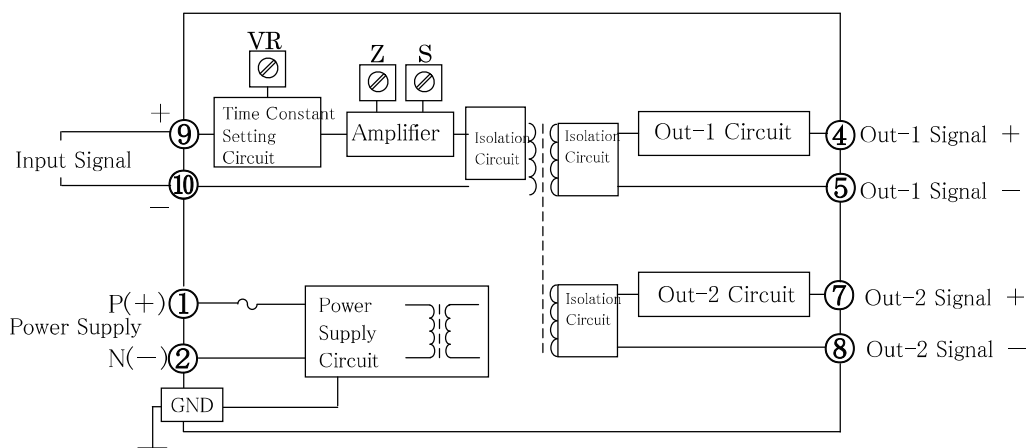 VR
Z
S
+
Time Constant
Setting
Circuit
Amplifier
Isolation
Circuit
Isolation
Circuit
Out-1 Circuit
⑨
④
Out-1 Signal +
Input Signal
⑩
⑤
Out-1 Signal −
−
P(+)
①
Power
Supply
Circuit
Isolation
Circuit
Out-2 Circuit
⑦
Out-2 Signal +
Power Supply
N(−)
②
⑧
Out-2 Signal −
GND